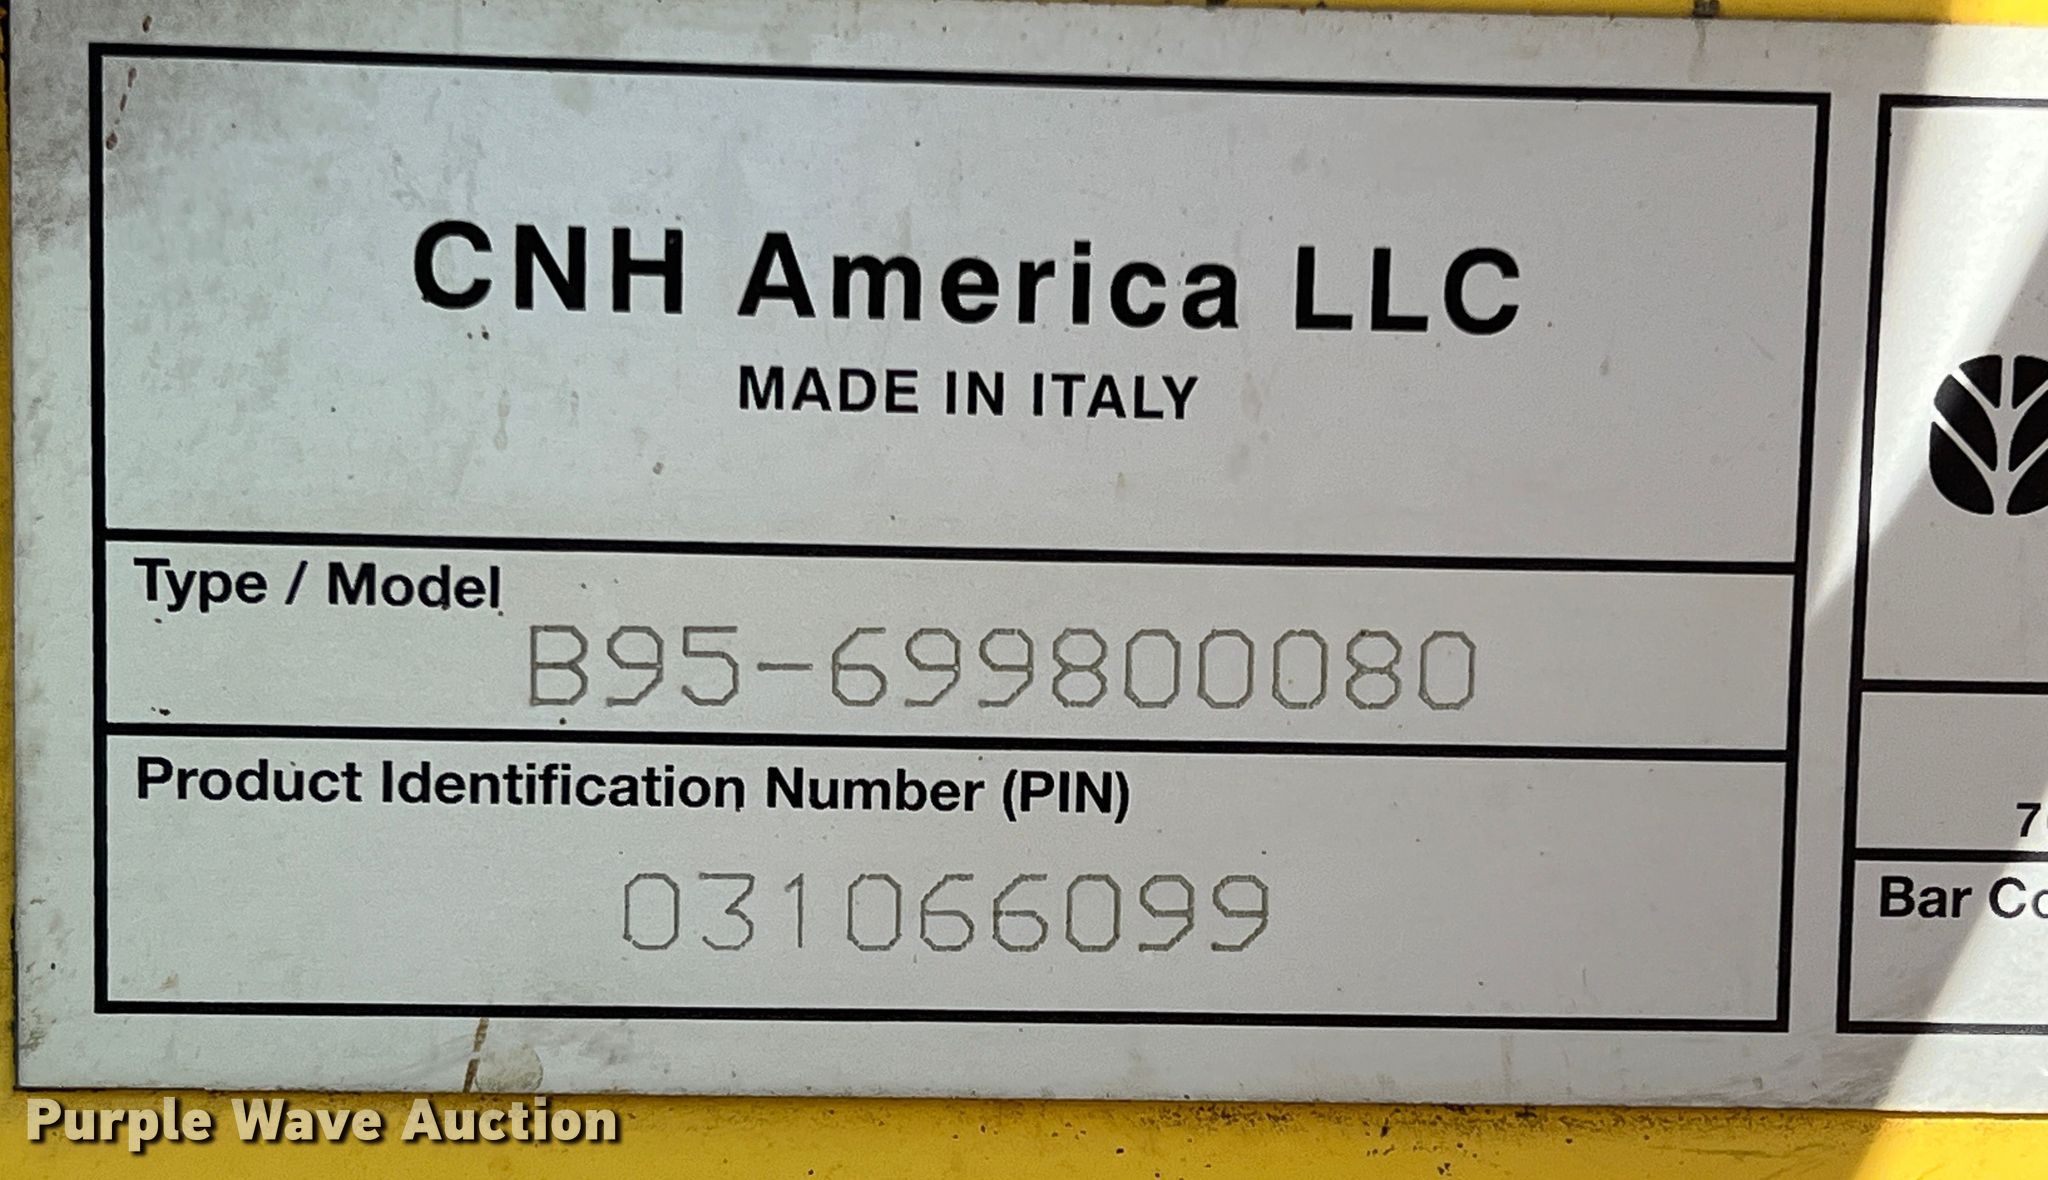 CNH America LLC
MADE IN ITALY
Type / Model
B95-699800080
Product Identification Number (PIN)
031066099
Bar
Purple Wave Auction